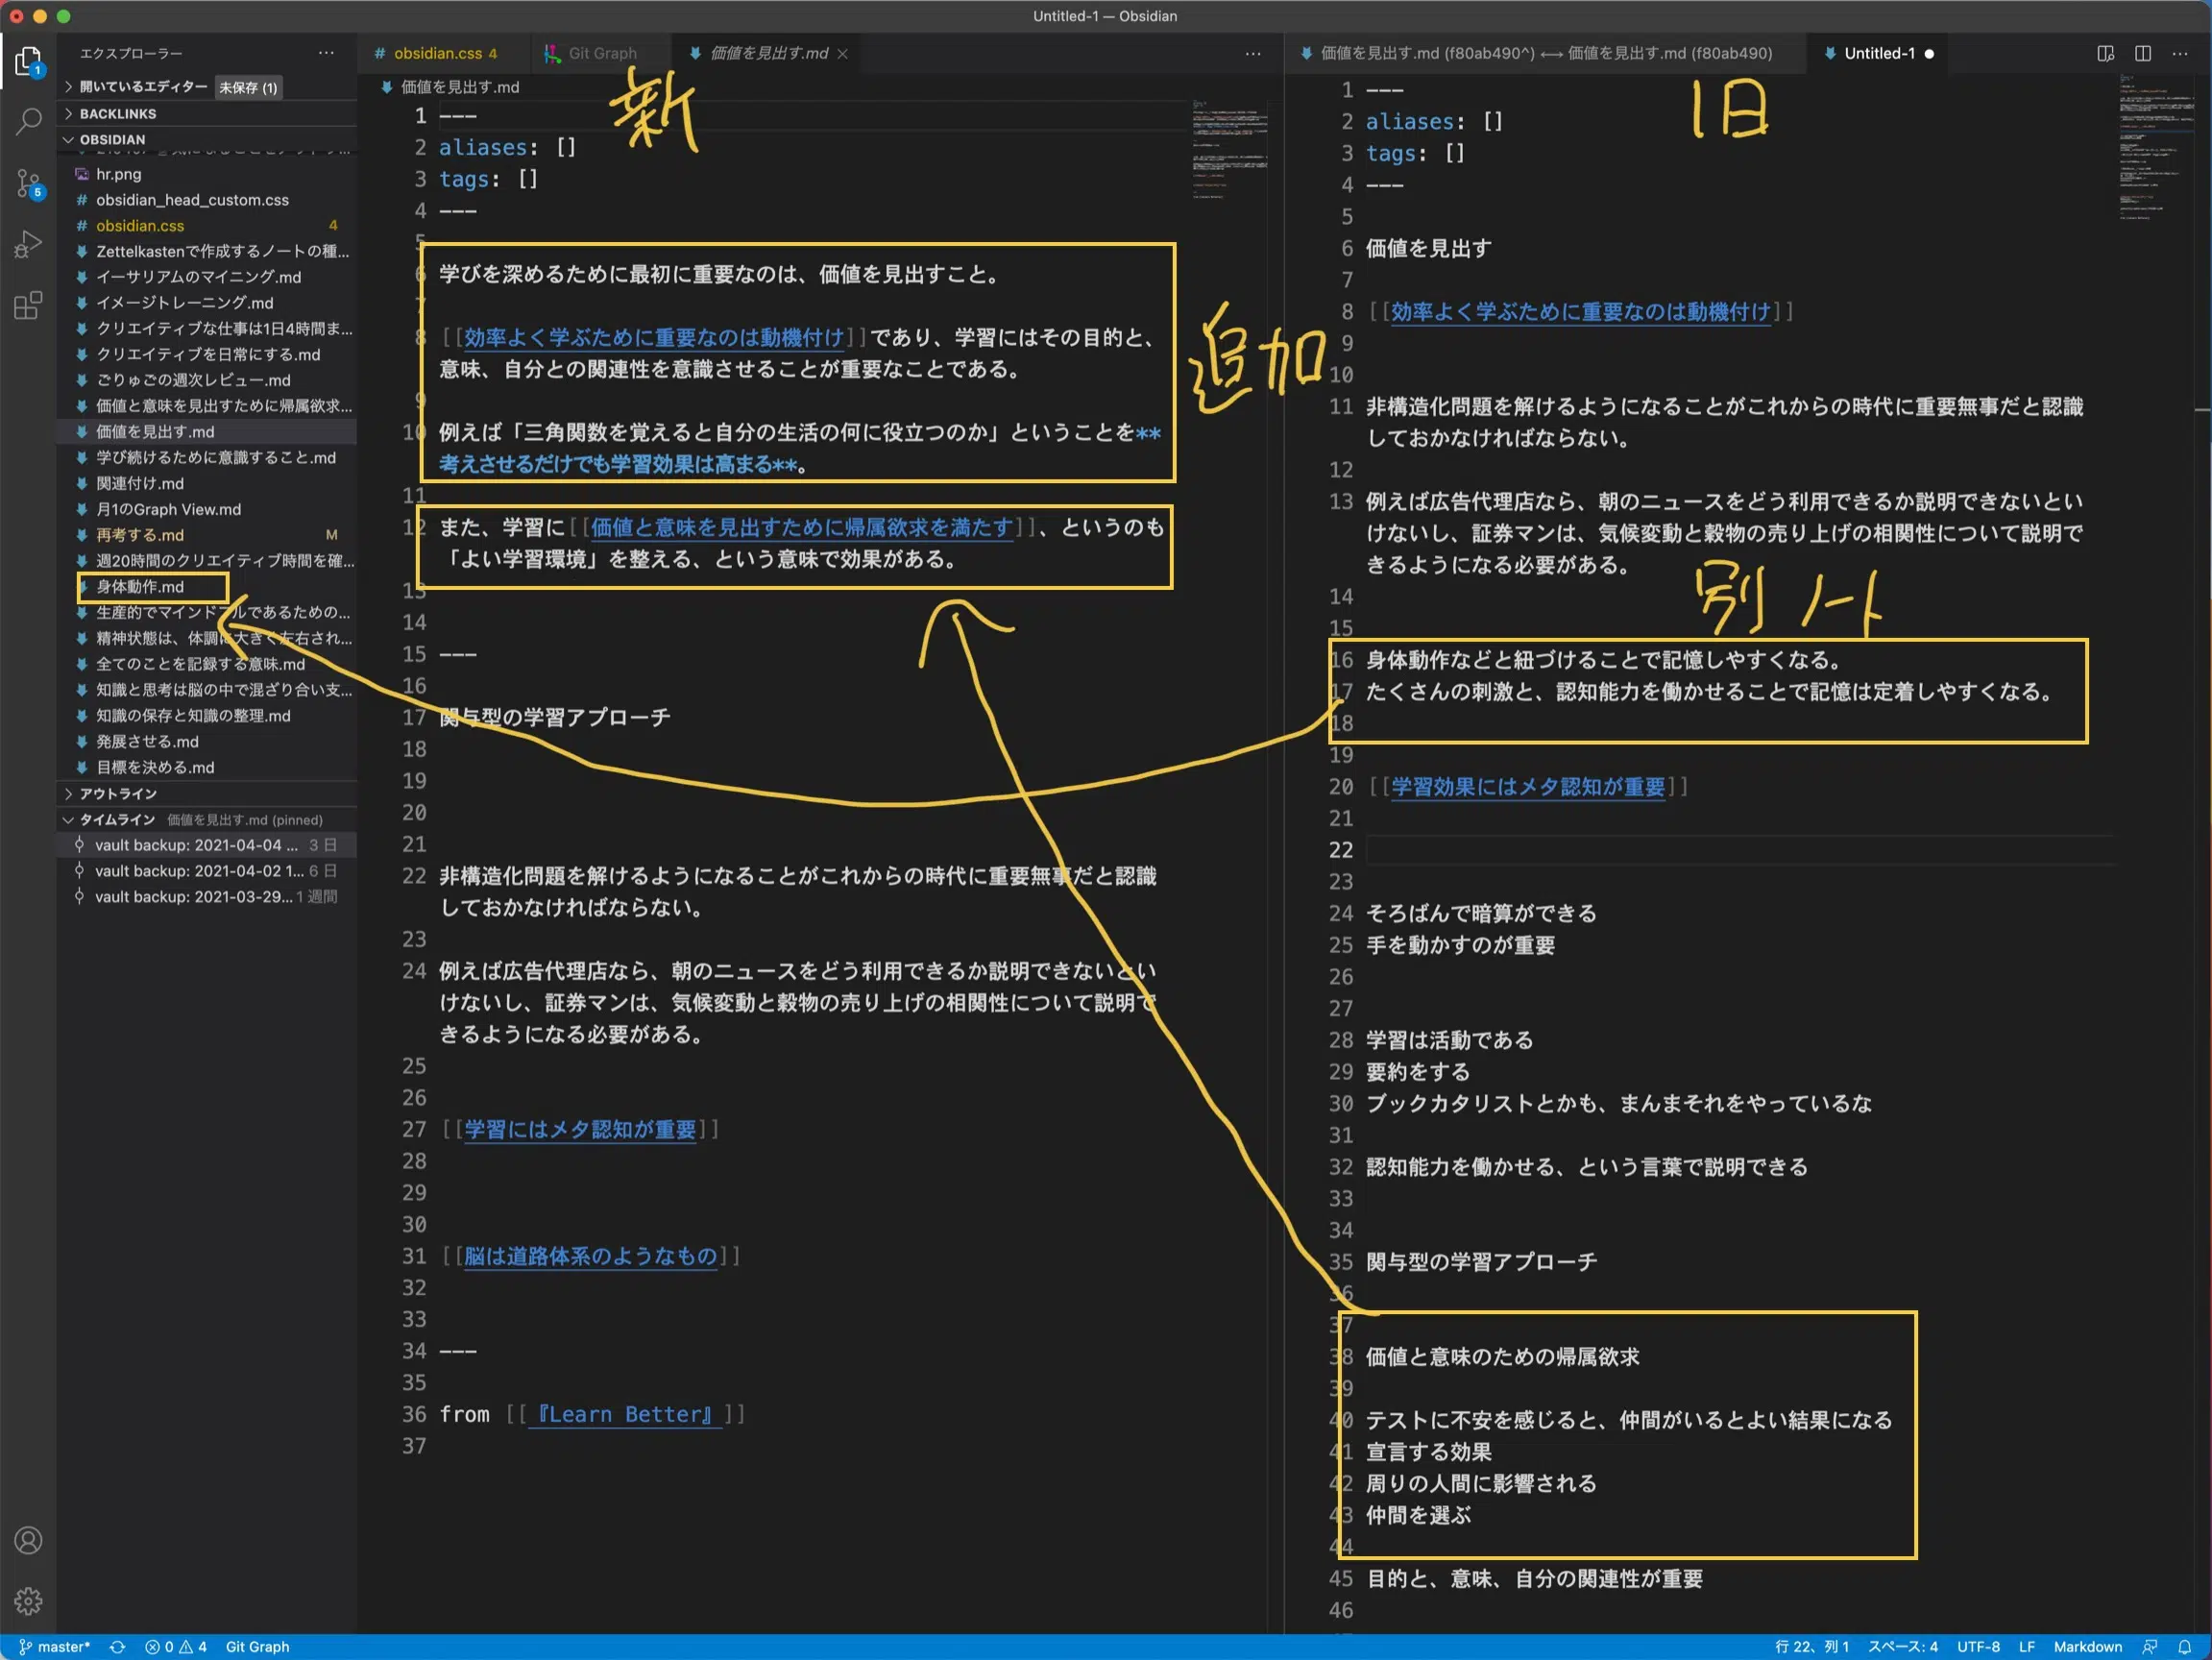 Untitled-1 — Obsidian
エクスプローラー
開いているエディター 未保存 (1)
BACKLINKS
OBSIDIAN
hr.png
obsidian_head_custom.css
obsidian.css 4
Zettelkastenで作成するノートの種...
イーサリアムのマイニング.md
イメージトレーニング.md
クリエイティブな仕事は1日4時間ま...
クリエイティブを日常にする.md
ごりゅごの週次レビュー.md
価値と意味を見出すために帰属欲求...
価値を見出す.md
学び続けるために意識すること.md
関連付け.md
月1のGraph View.md
再考する.md M
週20時間のクリエイティブ時間を確...
身体動作.md
生産的でマインドフルであるための...
精神状態は、体調に大きく左右され...
全てのことを記録する意味.md
知識と思考は脳の中で混ざり合い支...
知識の保存と知識の整理.md
発展させる.md
目標を決める.md
アウトライン
タイムライン 価値を見出す.md (pinned)
vault backup: 2021-04-04 ... 3 日
vault backup: 2021-04-02 1... 6 日
vault backup: 2021-03-29... 1 週間
1
5
# obsidian.css 4
Git Graph
価値を見出す.md
価値を見出す.md
新
1 ---
2 aliases: []
3 tags: []
4 ---
5
6 学びを深めるために最初に重要なのは、価値を見出すこと。
7
8 [[効率よく学ぶために重要なのは動機付け]]であり、学習にはその目的と、
意味、自分との関連性を意識させることが重要なことである。
9
10 例えば「三角関数を覚えると自分の生活の何に役立つのか」ということを**
考えさせるだけでも学習効果は高まる**。
追加
11
12 また、学習に[[価値と意味を見出すために帰属欲求を満たす]]、というのも
「よい学習環境」を整える、という意味で効果がある。
13
14
15 ---
16
17 関与型の学習アプローチ
18
19
20
21
22 非構造化問題を解けるようになることがこれからの時代に重要無事だと認識
しておかなければならない。
23
24 例えば広告代理店なら、朝のニュースをどう利用できるか説明できないとい
けないし、証券マンは、気候変動と穀物の売り上げの相関性について説明で
きるようになる必要がある。
25
26
27 [[学習にはメタ認知が重要]]
28
29
30
31 [[脳は道路体系のようなもの]]
32
33
34 ---
35
36 from [[『Learn Better』]]
37
価値を見出す.md (f80ab490^) ⟷ 価値を見出す.md (f80ab490)
Untitled-1
旧
1 ---
2 aliases: []
3 tags: []
4 ---
5
6 価値を見出す
7
8 [[効率よく学ぶために重要なのは動機付け]]
9
10
11 非構造化問題を解けるようになることがこれからの時代に重要無事だと認識
しておかなければならない。
12
13 例えば広告代理店なら、朝のニュースをどう利用できるか説明できないとい
けないし、証券マンは、気候変動と穀物の売り上げの相関性について説明で
きるようになる必要がある。
14
別ノート
15
16 身体動作などと紐づけることで記憶しやすくなる。
17 たくさんの刺激と、認知能力を働かせることで記憶は定着しやすくなる。
18
19
20 [[学習効果にはメタ認知が重要]]
21
22
23
24 そろばんで暗算ができる
25 手を動かすのが重要
26
27
28 学習は活動である
29 要約をする
30 ブックカタリストとかも、まんまそれをやっているな
31
32 認知能力を働かせる、という言葉で説明できる
33
34
35 関与型の学習アプローチ
36
37
38 価値と意味のための帰属欲求
39
40 テストに不安を感じると、仲間がいるとよい結果になる
41 宣言する効果
42 周りの人間に影響される
43 仲間を選ぶ
44
45 目的と、意味、自分の関連性が重要
46
master* 0 4 Git Graph
行 22、列 1 スペース: 4 UTF-8 LF Markdown